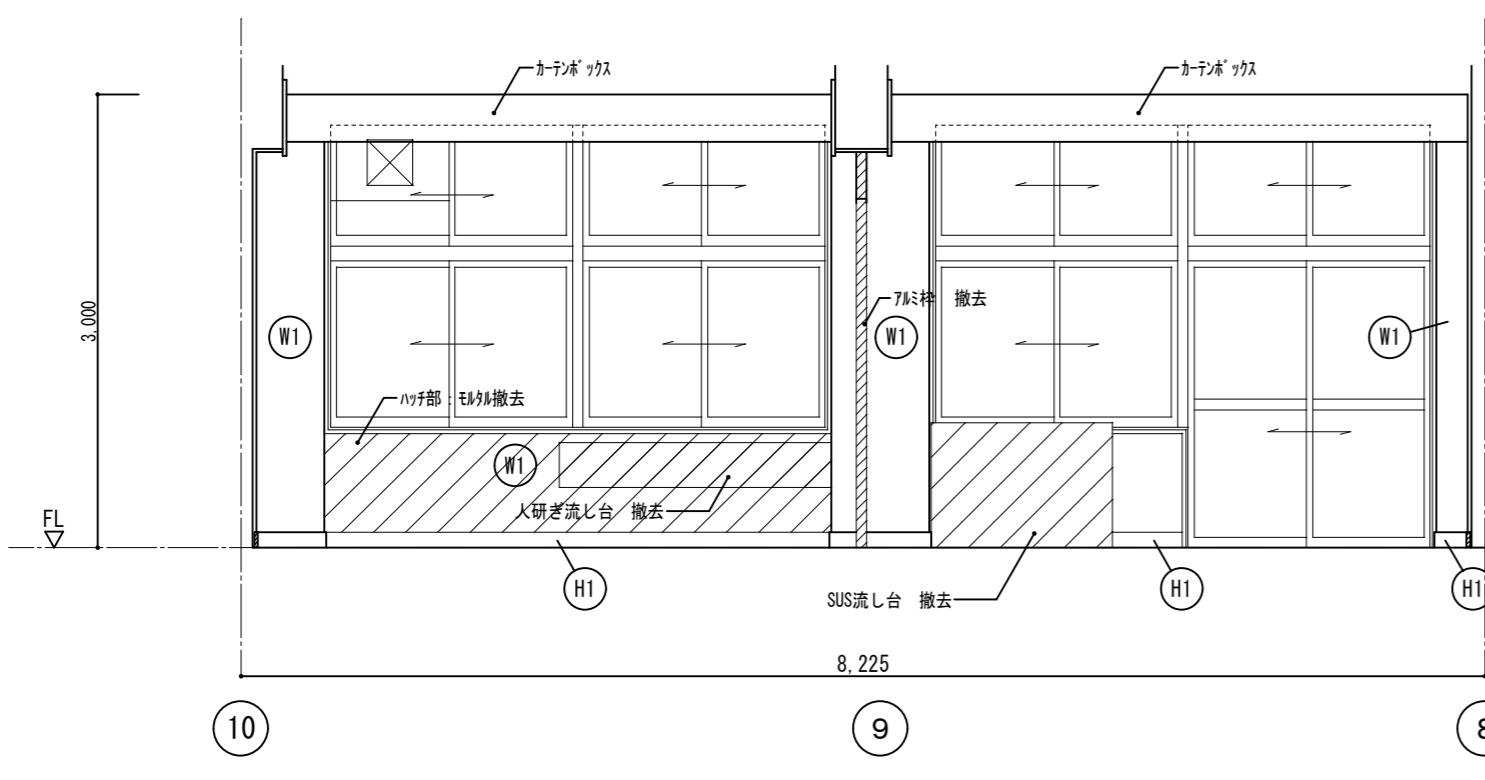 カーテンボックス
カーテンボックス
3,000
アルミ枠 撤去
W1
W1
W1
ハッチ部：モルタル撤去
W1
人研ぎ流し台 撤去
FL
H1
H1
H1
SUS流し台 撤去
8,225
10
9
8